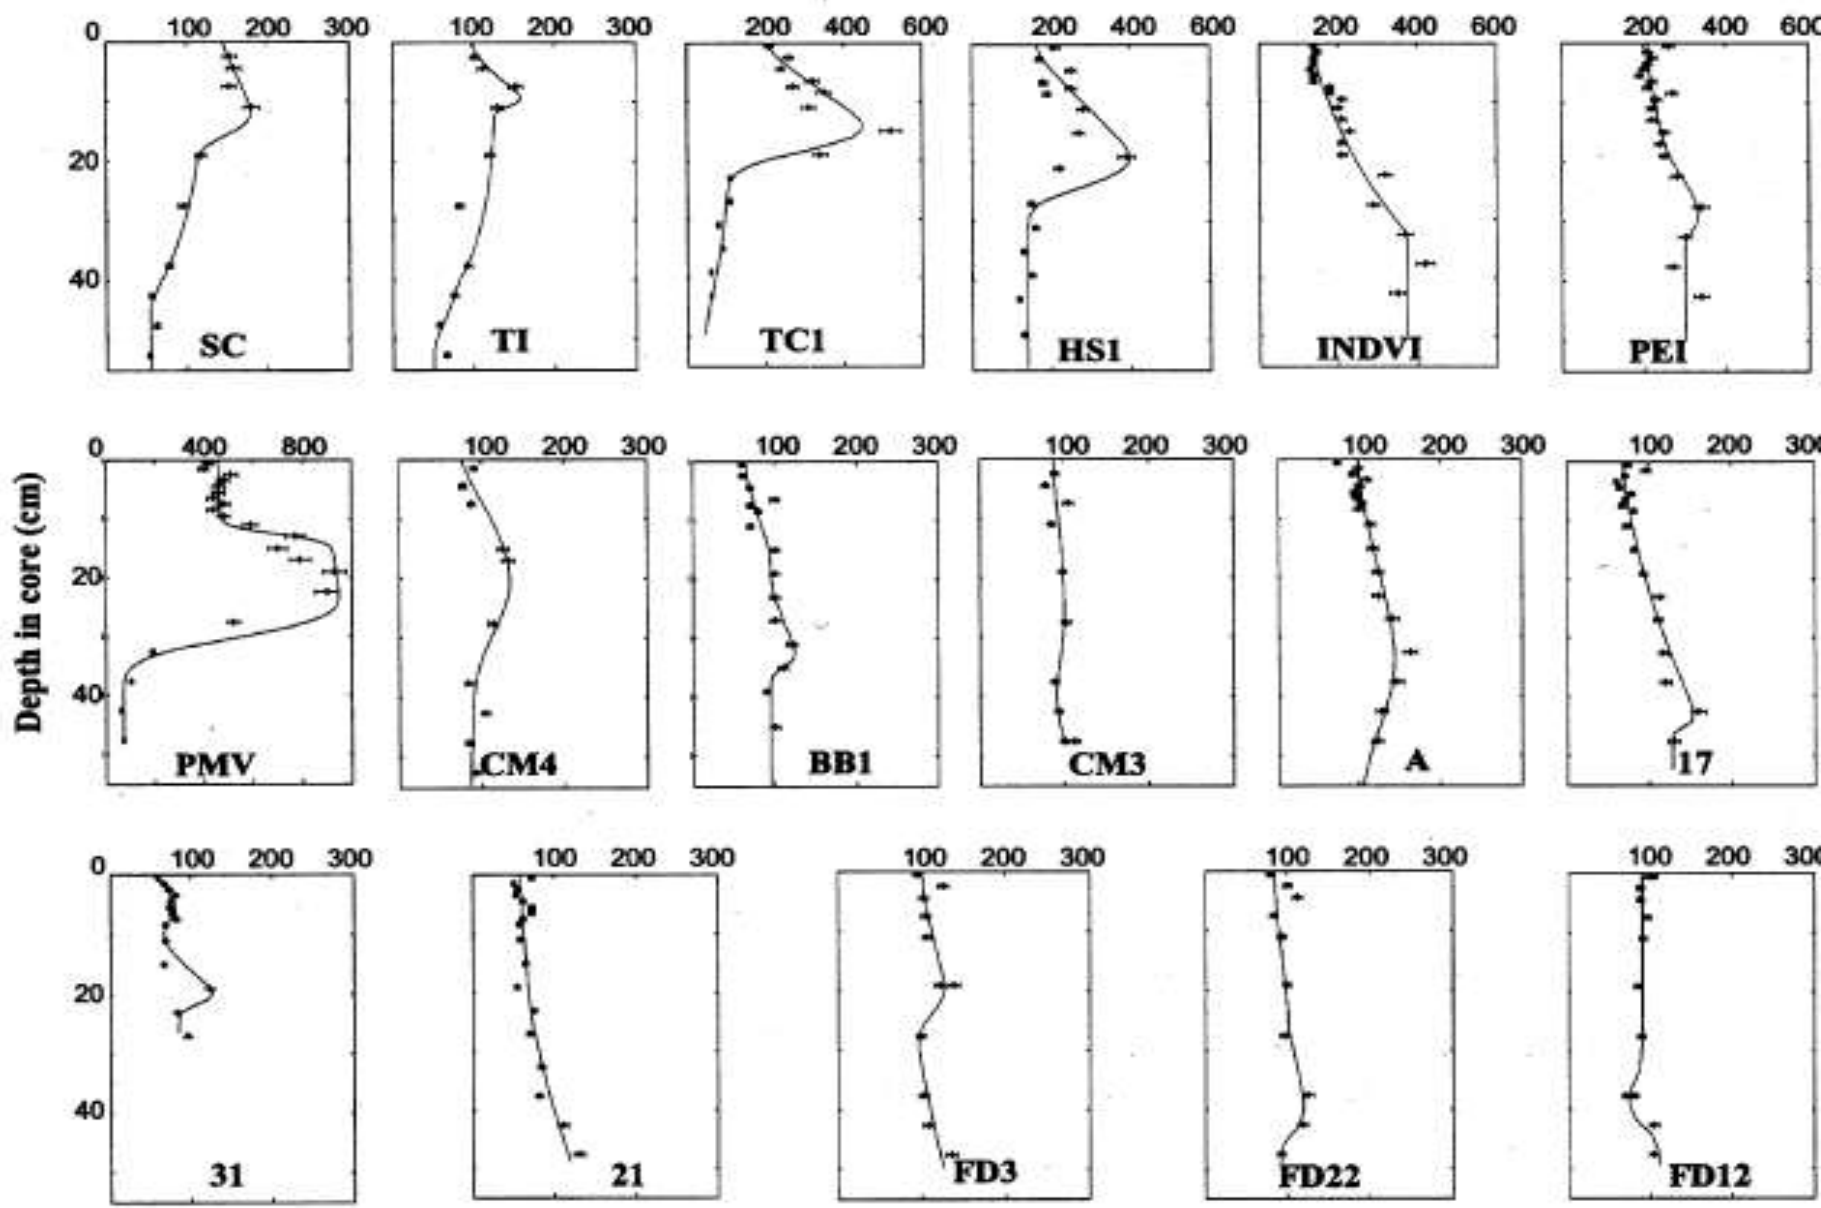 0 100 200 300 100 200 300 200 400 600 200 400 600 200 400 600 200 400 600
20
40
SC TI TC1 HS1 INDVI PEI
0 400 800 0 100 200 300 0 100 200 300 0 100 200 300 0 100 200 300 0 100 200 300
Depth in core (cm)
20
40
PMV CM4 BB1 CM3 A 17
0 100 200 300 100 200 300 100 200 300 100 200 300 100 200 300
20
40
31 21 FD3 FD22 FD12